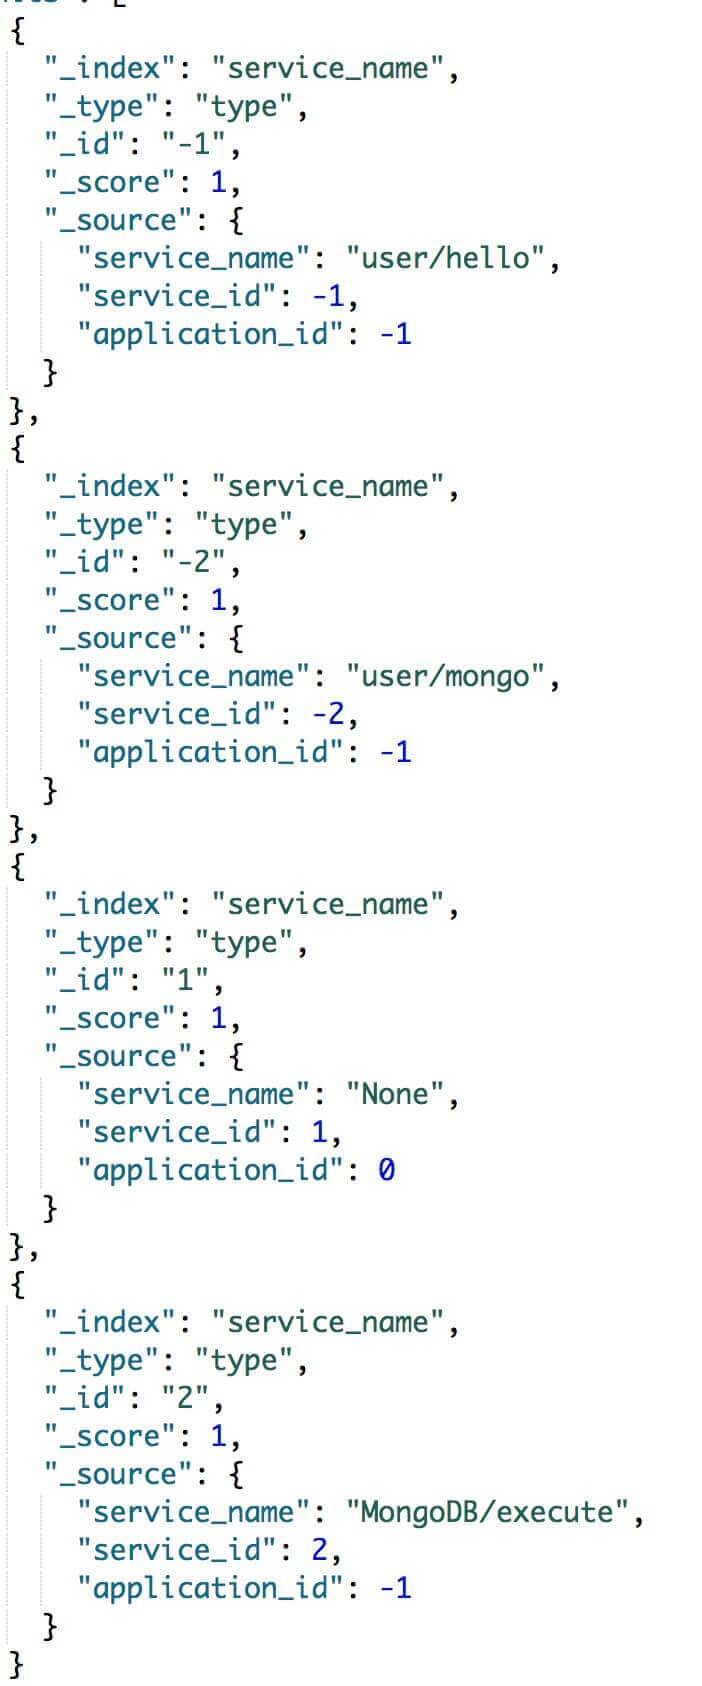 {
"_index": "service_name",
"_type": "type",
"_id": "-1",
"_score": 1,
"_source": {
"service_name": "user/hello",
"service_id": -1,
"application_id": -1
}
},
{
"_index": "service_name",
"_type": "type",
"_id": "-2",
"_score": 1,
"_source": {
"service_name": "user/mongo",
"service_id": -2,
"application_id": -1
}
},
{
"_index": "service_name",
"_type": "type",
"_id": "1",
"_score": 1,
"_source": {
"service_name": "None",
"service_id": 1,
"application_id": 0
}
},
{
"_index": "service_name",
"_type": "type",
"_id": "2",
"_score": 1,
"_source": {
"service_name": "MongoDB/execute",
"service_id": 2,
"application_id": -1
}
}